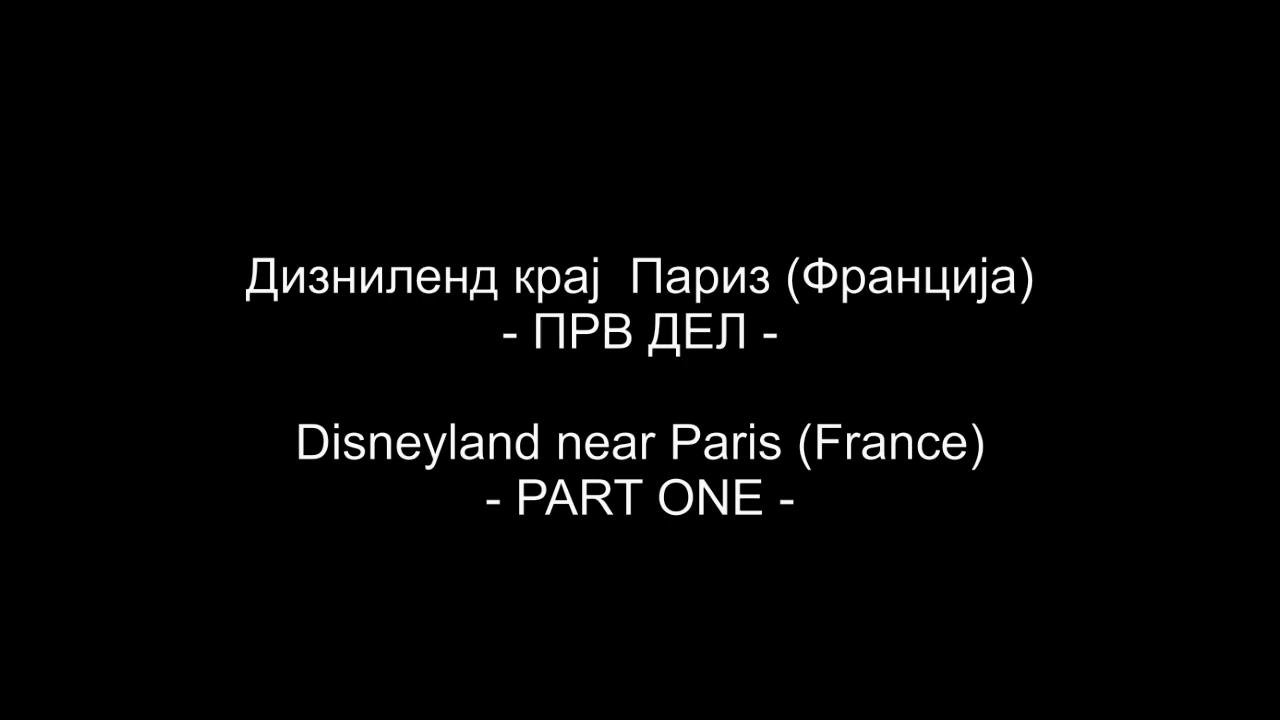 Дизниленд крај  Париз (Франција)
- ПРВ ДЕЛ -
Disneyland near Paris (France)
- PART ONE -